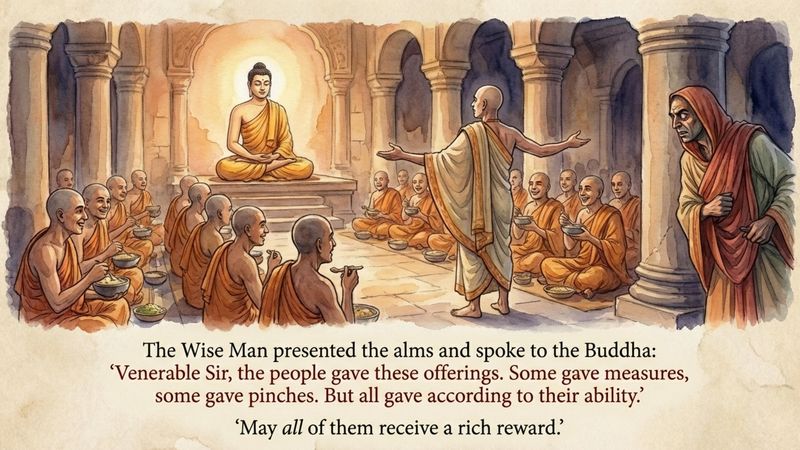 The Wise Man presented the alms and spoke to the Buddha:
‘Venerable Sir, the people gave these offerings. Some gave measures,
some gave pinches. But all gave according to their ability.’
‘May all of them receive a rich reward.’